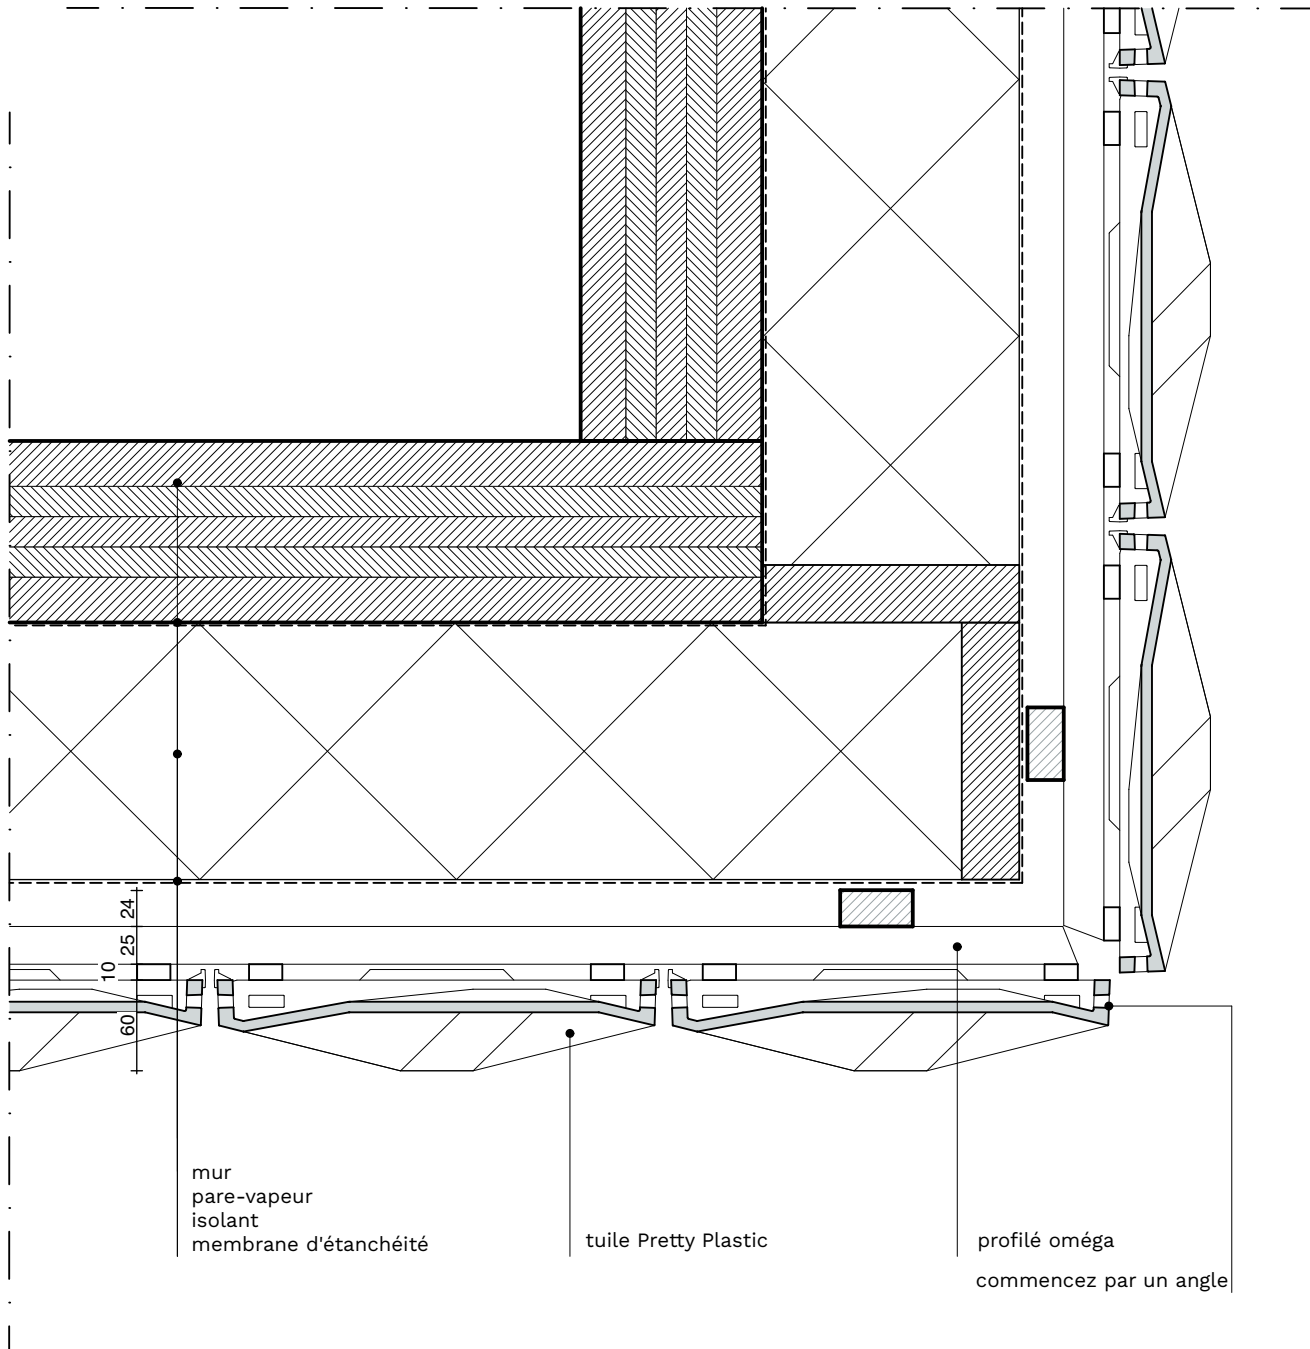 24
25
10
60
mur
pare-vapeur
isolant
membrane d'étanchéité
tuile Pretty Plastic
profilé oméga
commencez par un angle